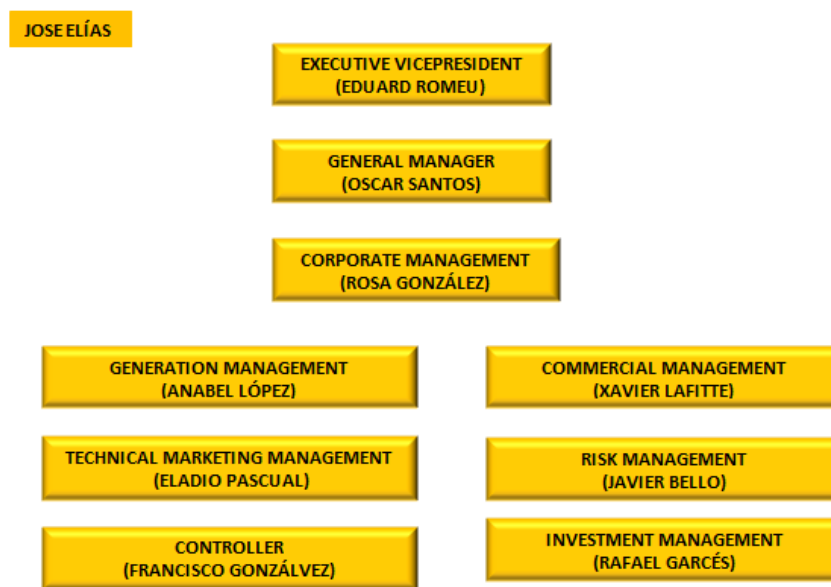 JOSE ELÍAS
EXECUTIVE VICEPRESIDENT
(EDUARD ROMEU)
GENERAL MANAGER
(OSCAR SANTOS)
CORPORATE MANAGEMENT
(ROSA GONZÁLEZ)
GENERATION MANAGEMENT
(ANABEL LÓPEZ)
COMMERCIAL MANAGEMENT
(XAVIER LAFITTE)
TECHNICAL MARKETING MANAGEMENT
(ELADIO PASCUAL)
RISK MANAGEMENT
(JAVIER BELLO)
CONTROLLER
(FRANCISCO GONZÁLVEZ)
INVESTMENT MANAGEMENT
(RAFAEL GARCÉS)